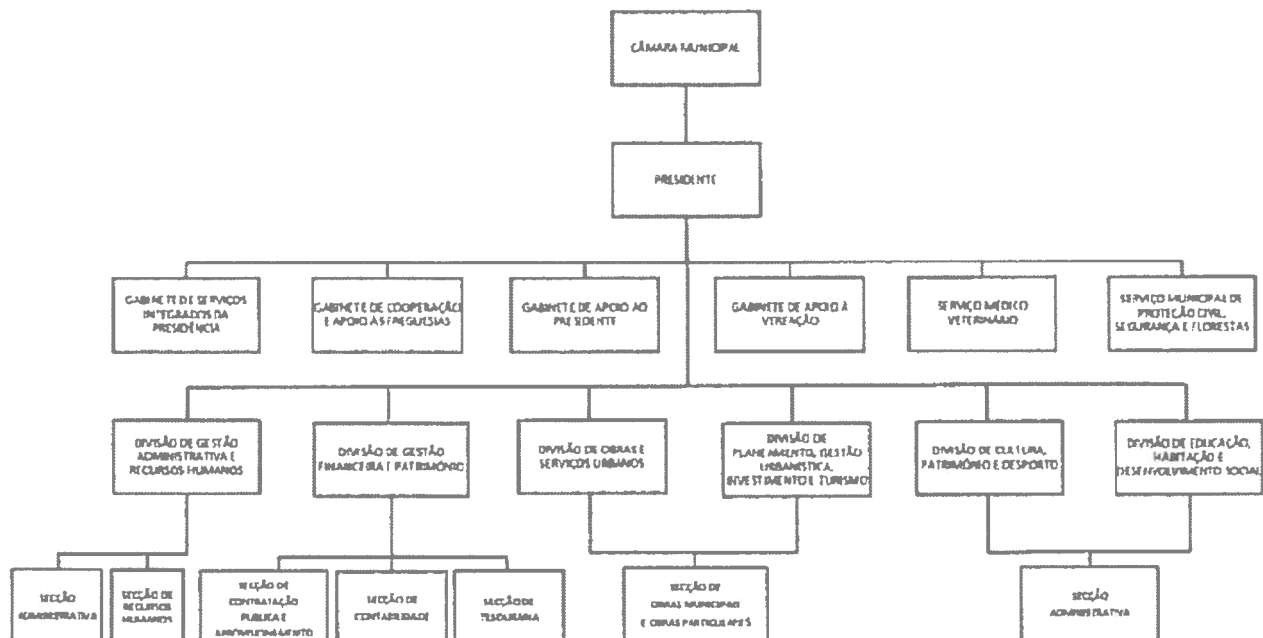 CÂMARA MUNICIPAL
PRESIDENTE
GABINETE DE SERVIÇOS
INTEGRADOS DA
PRESIDÊNCIA
GABINETE DE COOPERAÇÃO
E APOIO ÀS FREGUESIAS
GABINETE DE APOIO AO
PRESIDENTE
GABINETE DE APOIO À
VEREAÇÃO
SERVIÇO MÉDICO
VETERINÁRIO
SERVIÇO MUNICIPAL DE
PROTEÇÃO CIVIL,
SEGURANÇA E FLORESTAS
DIVISÃO DE GESTÃO
ADMINISTRATIVA E
RECURSOS HUMANOS
DIVISÃO DE GESTÃO
FINANCEIRA E PATRIMÓNIO
DIVISÃO DE OBRAS E
SERVIÇOS URBANOS
DIVISÃO DE
PLANEAMENTO, GESTÃO
URBANISTICA,
INVESTIMENTO E TURISMO
DIVISÃO DE CULTURA,
PATRIMÓNIO E DESPORTO
DIVISÃO DE EDUCAÇÃO,
HABITAÇÃO E
DESENVOLVIMENTO SOCIAL
SECÇÃO
ADMINISTRATIVA
SECÇÃO DE
RECURSOS
HUMANOS
SECÇÃO DE
CONTRATAÇÃO
PUBLICA E
APROVISIONAMENTO
SECÇÃO DE
CONTABILIDADE
SECÇÃO DE
TESOURARIA
SECÇÃO DE
OBRAS MUNICIPAIS
E OBRAS PARTICULARES
SECÇÃO
ADMINISTRATIVA